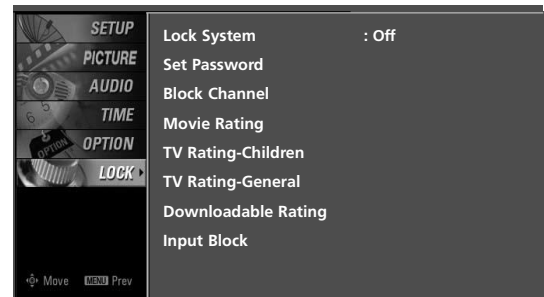 SETUP
PICTURE
AUDIO
TIME
OPTION
LOCK
Move MENU Prev
Lock System : Off
Set Password
Block Channel
Movie Rating
TV Rating-Children
TV Rating-General
Downloadable Rating
Input Block